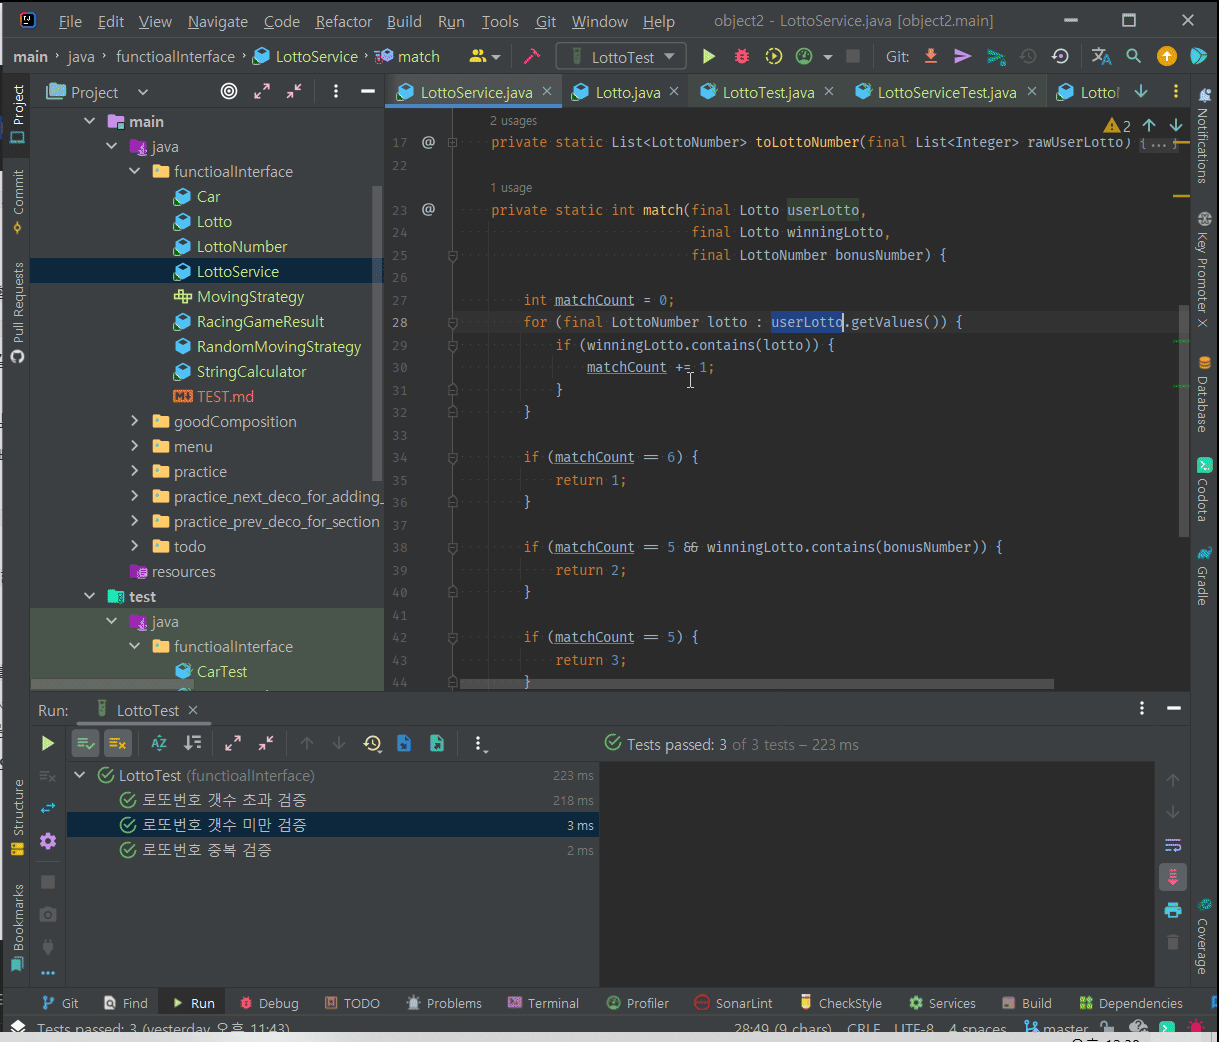 File Edit View Navigate Code Refactor Build Run Tools Git Window Help object2 - LottoService.java [object2.main]
main java functioalInterface LottoService match LottoTest Git:
Project
LottoService.java Lotto.java LottoTest.java LottoServiceTest.java
Project
Commit
Pull Requests
Structure
Bookmarks
main
java
functioalInterface
Car
Lotto
LottoNumber
LottoService
MovingStrategy
RacingGameResult
RandomMovingStrategy
StringCalculator
TEST.md
goodComposition
menu
practice
practice_next_deco_for_adding_
practice_prev_deco_for_section
todo
resources
test
java
functioalInterface
CarTest
2 usages
2
17 @ private static List<LottoNumber> toLottoNumber(final List<Integer> rawUserLotto) {...}
22
1 usage
23 @ private static int match(final Lotto userLotto,
24 final Lotto winningLotto,
25 final LottoNumber bonusNumber) {
26
27 int matchCount = 0;
28 for (final LottoNumber lotto : userLotto.getValues()) {
29 if (winningLotto.contains(lotto)) {
30 matchCount += 1;
31 }
32 }
33
34 if (matchCount == 6) {
35 return 1;
36 }
37
38 if (matchCount == 5 && winningLotto.contains(bonusNumber)) {
39 return 2;
40 }
41
42 if (matchCount == 5) {
43 return 3;
44 }
Notifications
Key Promoter X
Database
Codota
Gradle
Coverage
Run: LottoTest
Tests passed: 3 of 3 tests – 223 ms
LottoTest (functioalInterface) 223 ms
로또번호 갯수 초과 검증 218 ms
로또번호 갯수 미만 검증 3 ms
로또번호 중복 검증 2 ms
Git Find Run Debug TODO Problems Terminal Profiler SonarLint CheckStyle Services Build Dependencies
Tests passed: 3 (yesterday 오후 11:43) 28:49 (9 chars) CRLF UTF-8 4 spaces master